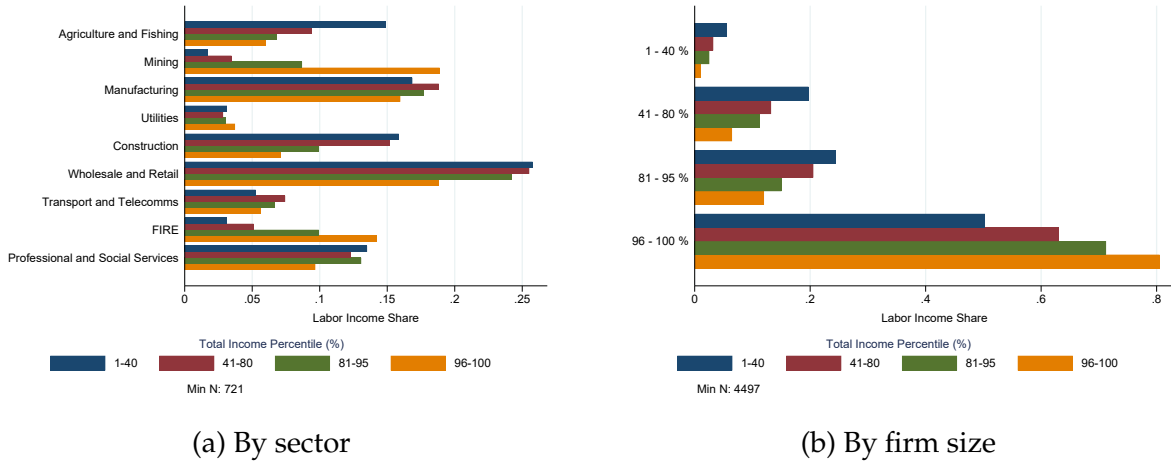 Agriculture and Fishing
Mining
Manufacturing
Utilities
Construction
Wholesale and Retail
Transport and Telecomms
FIRE
Professional and Social Services
0 .05 .1 .15 .2 .25
Labor Income Share
Total Income Percentile (%)
1-40 41-80 81-95 96-100
Min N: 721
(a) By sector
1 - 40 %
41 - 80 %
81 - 95 %
96 - 100 %
0 .2 .4 .6 .8
Labor Income Share
Total Income Percentile (%)
1-40 41-80 81-95 96-100
Min N: 4497
(b) By firm size